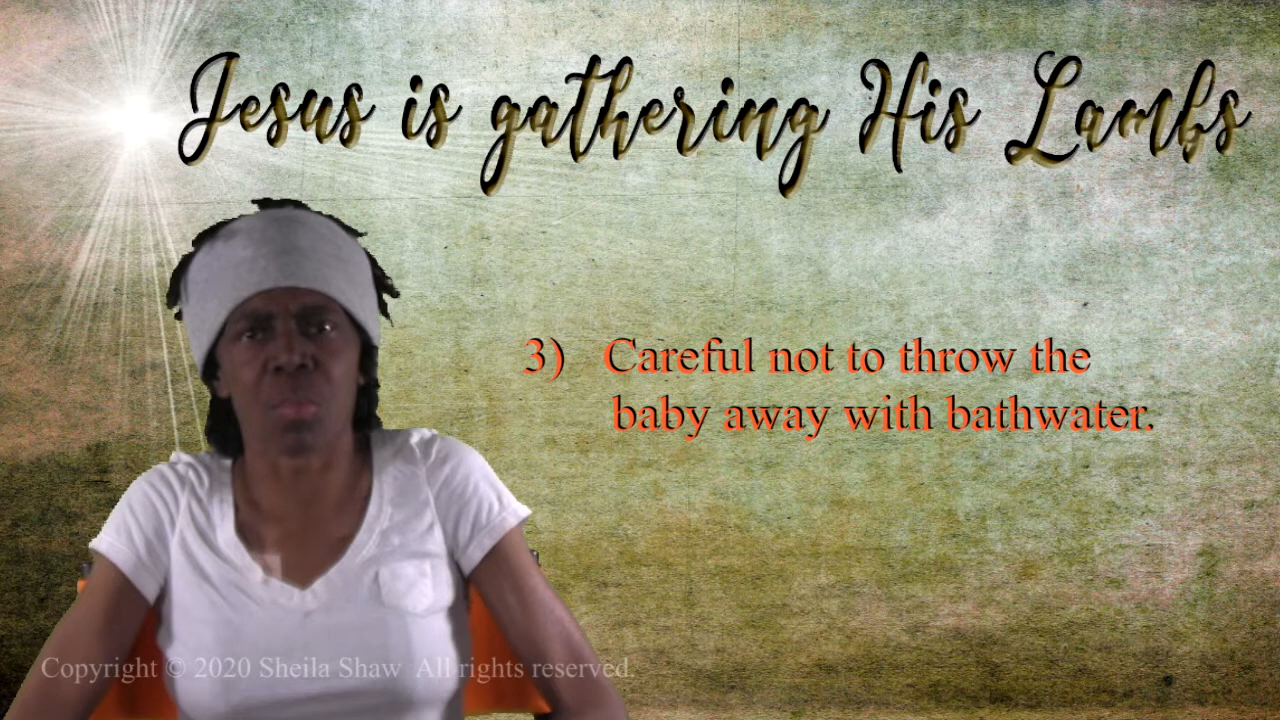 Jesus is gathering His Lambs
3) Careful not to throw the
baby away with bathwater.
Copyright © 2020 Sheila Shaw All rights reserved.